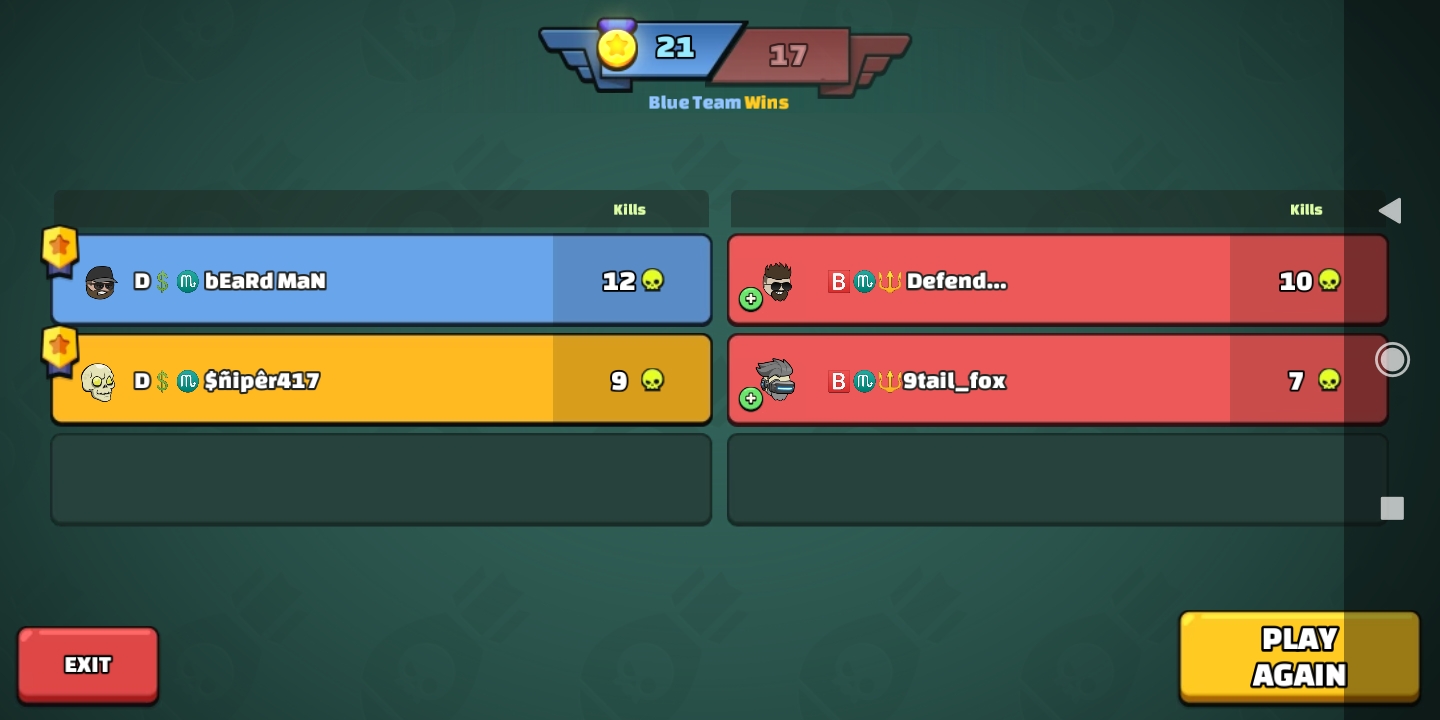 21 17
Blue Team Wins
Kills Kills
D 💲 ♏ bEaRd MaN 12
B ♏🔱 Defend... 10
D 💲 ♏ $ñipêr417 9
B ♏🔱9tail_fox 7
EXIT
PLAY
AGAIN